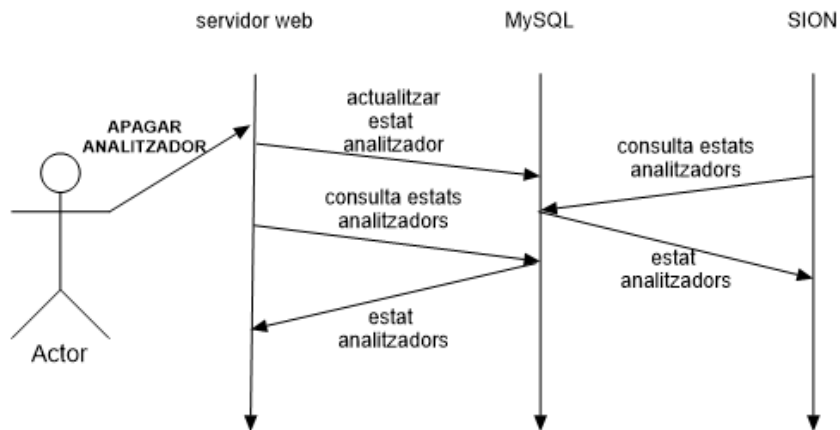 servidor web
MySQL
SION
APAGAR
ANALITZADOR
actualitzar
estat
analitzador
consulta estats
analitzadors
consulta estats
analitzadors
estat
analitzadors
estat
analitzadors
Actor